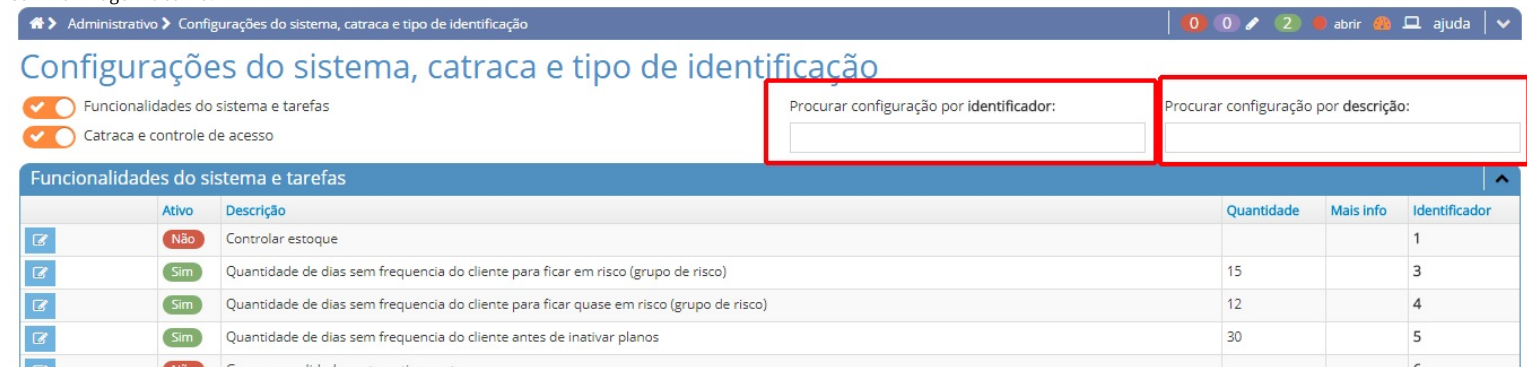 Administrativo > Configurações do sistema, catraca e tipo de identificação
0 0 2 abrir ajuda
Configurações do sistema, catraca e tipo de identificação
Funcionalidades do sistema e tarefas
Catraca e controle de acesso
Procurar configuração por identificador:
Procurar configuração por descrição:
Funcionalidades do sistema e tarefas
Ativo Descrição Quantidade Mais info Identificador
Não Controlar estoque 1
Sim Quantidade de dias sem frequencia do cliente para ficar em risco (grupo de risco) 15 3
Sim Quantidade de dias sem frequencia do cliente para ficar quase em risco (grupo de risco) 12 4
Sim Quantidade de dias sem frequencia do cliente antes de inativar planos 30 5